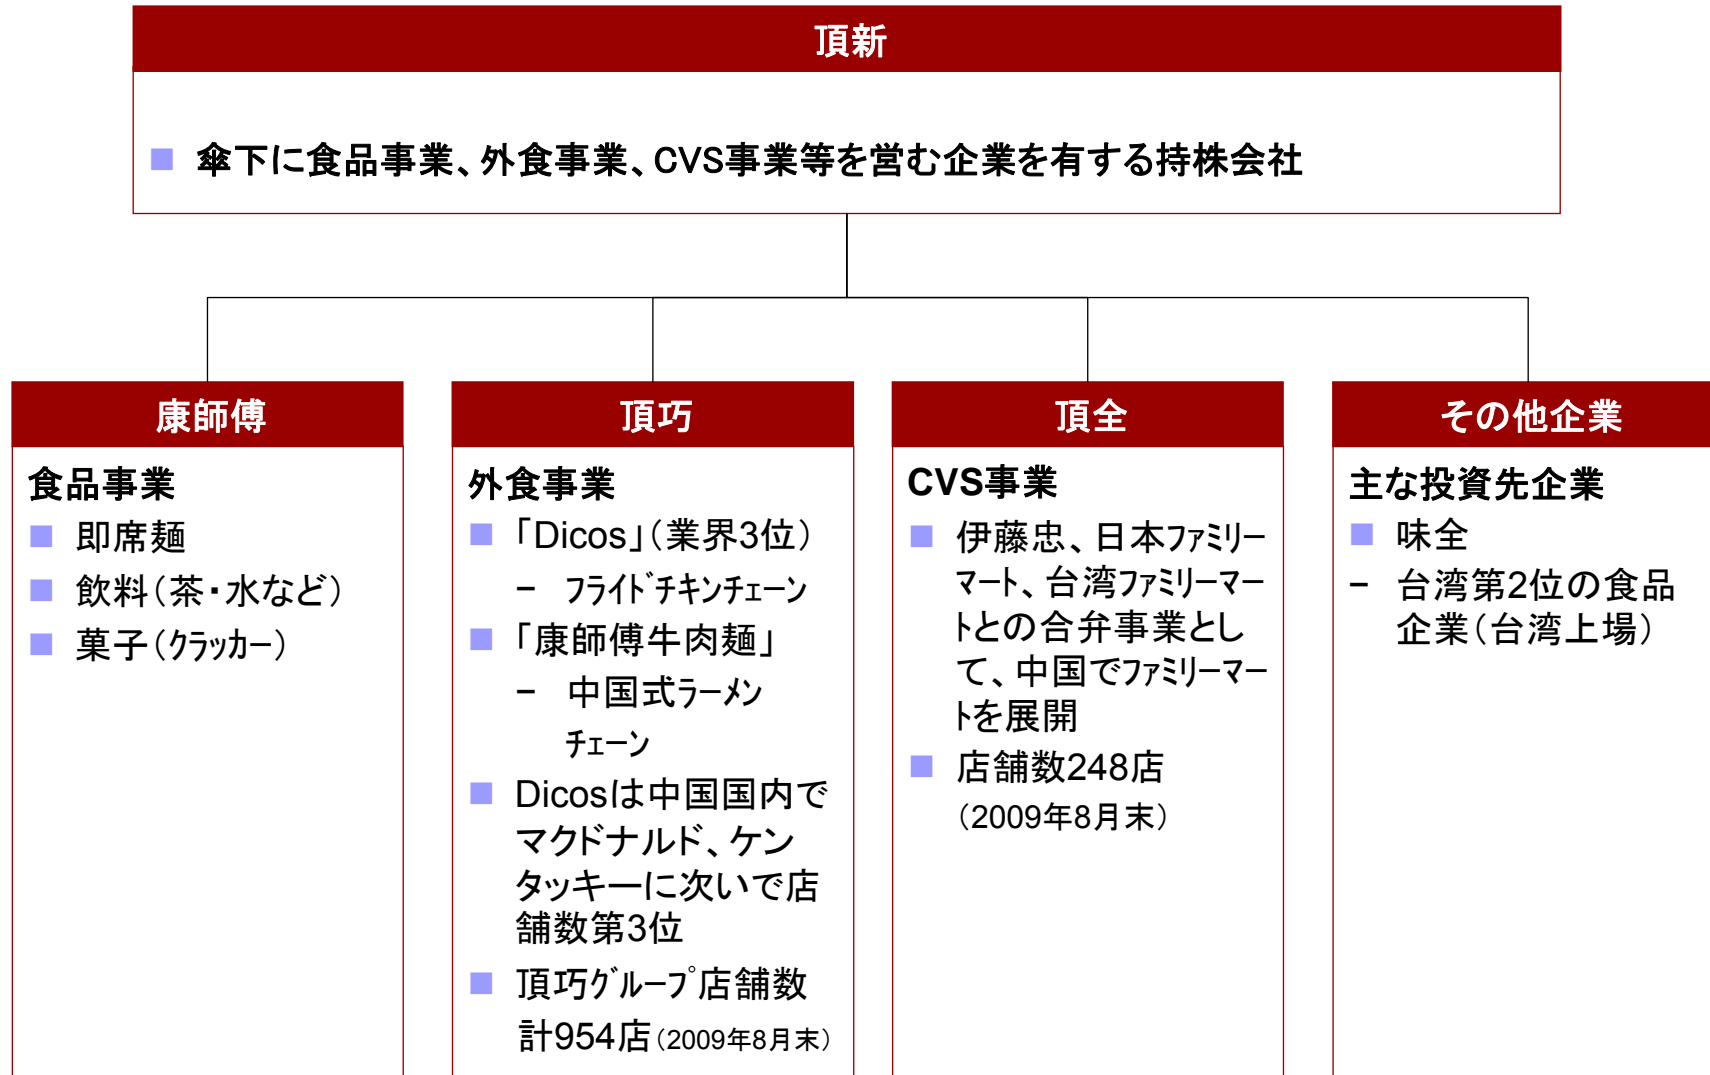 頂新
■ 傘下に食品事業、外食事業、CVS事業等を営む企業を有する持株会社
康師傅
食品事業
■ 即席麺
■ 飲料(茶・水など)
■ 菓子(ｸﾗｯｶｰ)
頂巧
外食事業
■ 「Dicos」(業界3位)
− ﾌﾗｲﾄﾞﾁｷﾝﾁｪｰﾝ
■ 「康師傅牛肉麺」
− 中国式ﾗｰﾒﾝ
ﾁｪｰﾝ
■ Dicosは中国国内で
マクドナルド、ケン
タッキーに次いで店
舗数第3位
■ 頂巧ｸﾞﾙｰﾌﾟ店舗数
計954店(2009年8月末)
頂全
CVS事業
■ 伊藤忠、日本ﾌｧﾐﾘｰ
ﾏｰﾄ、台湾ﾌｧﾐﾘｰﾏｰ
ﾄとの合弁事業とし
て、中国でﾌｧﾐﾘｰﾏｰ
ﾄを展開
■ 店舗数248店
(2009年8月末)
その他企業
主な投資先企業
■ 味全
− 台湾第2位の食品
企業(台湾上場)